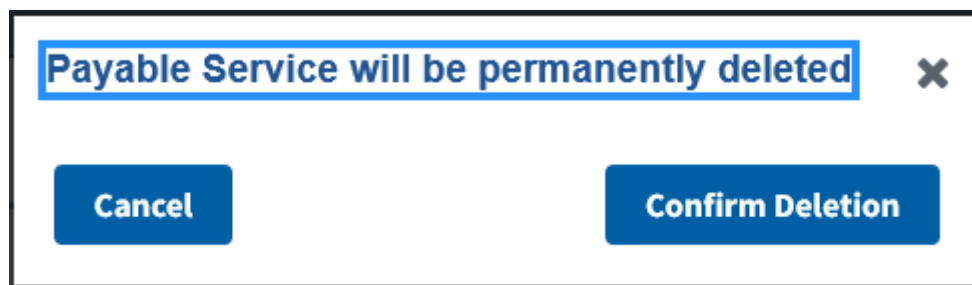 Payable Service will be permanently deleted
Cancel
Confirm Deletion